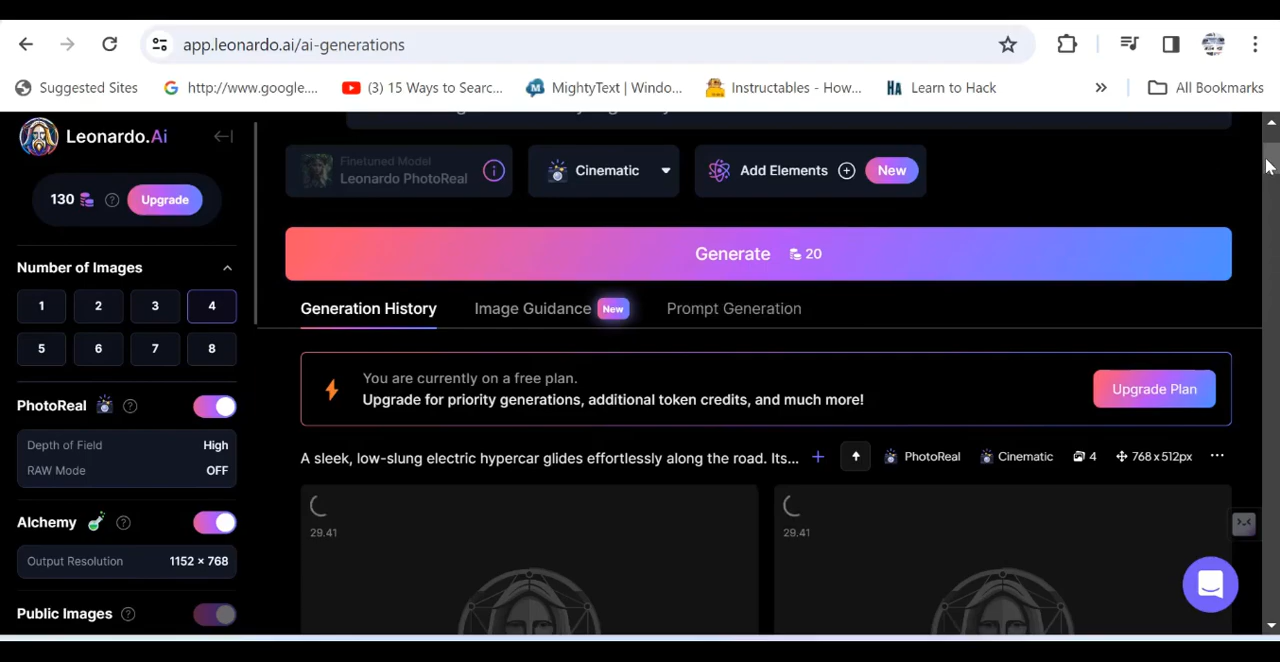 app.leonardo.ai/ai-generations
Suggested Sites
http://www.google....
(3) 15 Ways to Searc...
MightyText | Windo...
Instructables - How...
HA Learn to Hack
»
All Bookmarks
Leonardo.Ai
130 Upgrade
Number of Images
1 2 3 4
5 6 7 8
PhotoReal
Depth of Field High
RAW Mode OFF
Alchemy
Output Resolution 1152 × 768
Public Images
Finetuned Model
Leonardo PhotoReal
Cinematic
Add Elements New
Generate 20
Generation History Image Guidance New Prompt Generation
You are currently on a free plan.
Upgrade for priority generations, additional token credits, and much more!
Upgrade Plan
A sleek, low-slung electric hypercar glides effortlessly along the road. Its... PhotoReal Cinematic 4 768 x 512px
29.41 29.41